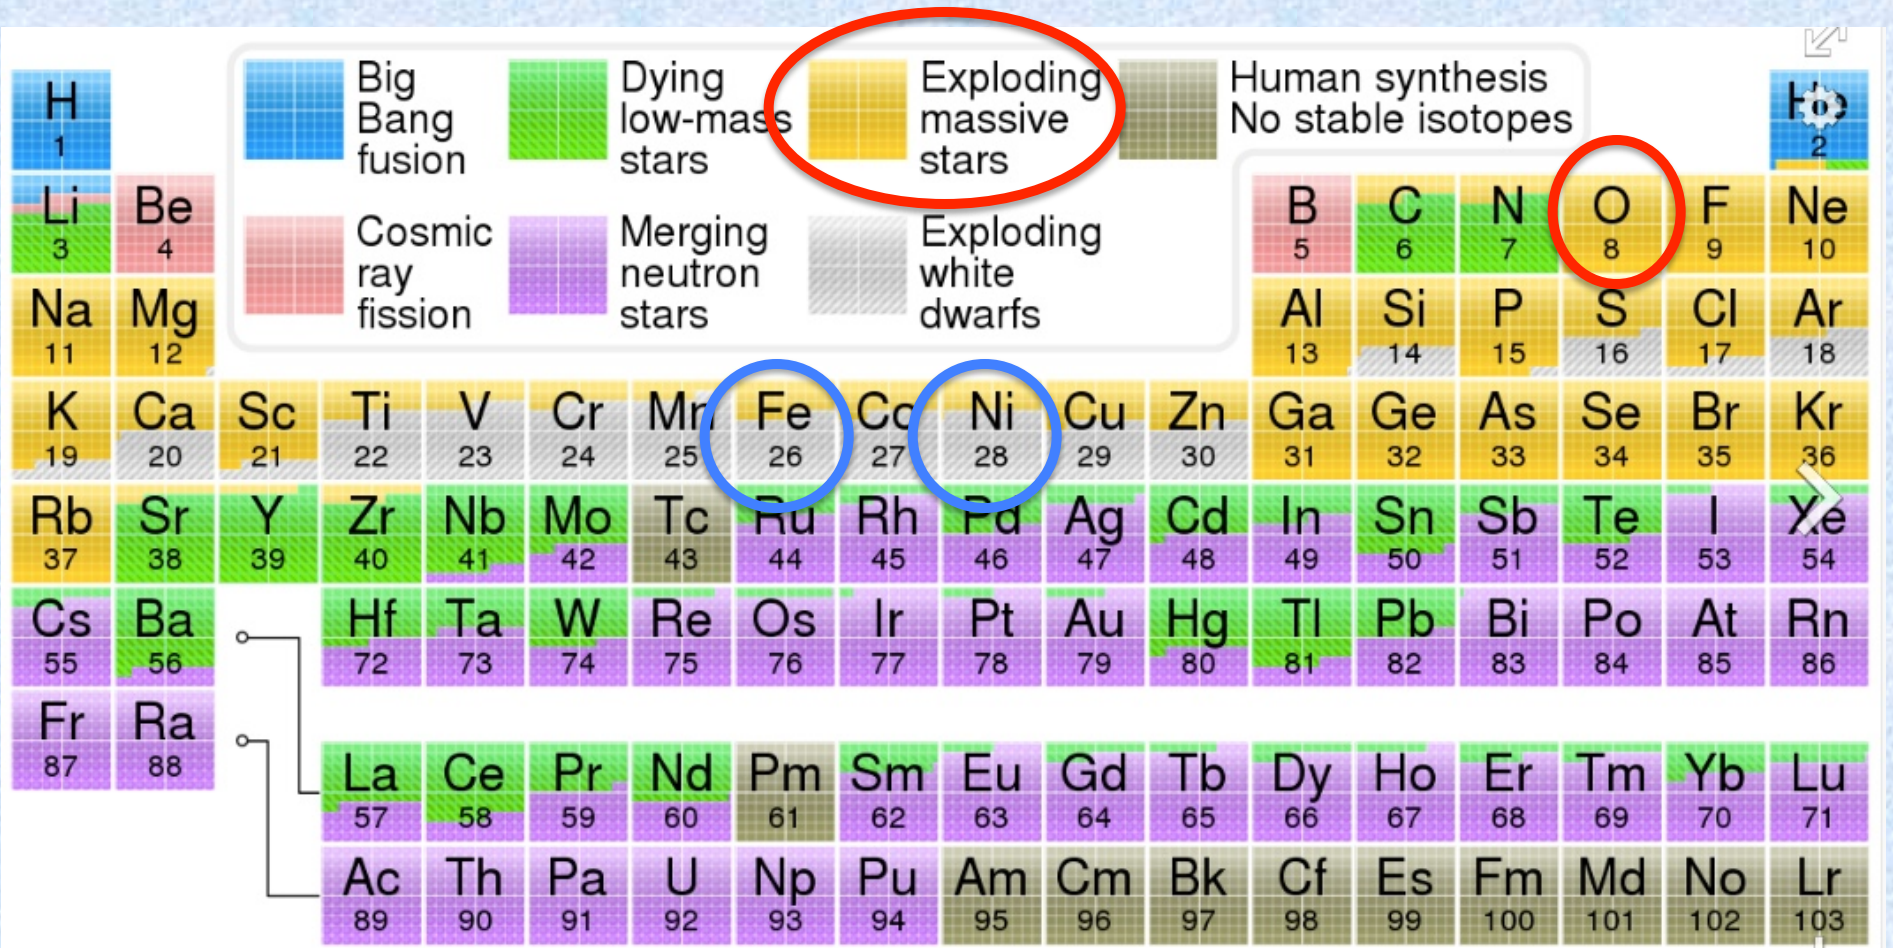 H
1
Big
Bang
fusion
Dying
low-mass
stars
Exploding
massive
stars
Human synthesis
No stable isotopes
He
2
Li
3
Be
4
Cosmic
ray
fission
Merging
neutron
stars
Exploding
white
dwarfs
B C N O F Ne
5 6 7 8 9 10
Na Mg
11 12
Al Si P S Cl Ar
13 14 15 16 17 18
K Ca Sc Ti V Cr Mn Fe Co Ni Cu Zn Ga Ge As Se Br Kr
19 20 21 22 23 24 25 26 27 28 29 30 31 32 33 34 35 36
Rb Sr Y Zr Nb Mo Tc Ru Rh Pd Ag Cd In Sn Sb Te I Xe
37 38 39 40 41 42 43 44 45 46 47 48 49 50 51 52 53 54
Cs Ba Hf Ta W Re Os Ir Pt Au Hg Tl Pb Bi Po At Rn
55 56 72 73 74 75 76 77 78 79 80 81 82 83 84 85 86
Fr Ra
87 88
La Ce Pr Nd Pm Sm Eu Gd Tb Dy Ho Er Tm Yb Lu
57 58 59 60 61 62 63 64 65 66 67 68 69 70 71
Ac Th Pa U Np Pu Am Cm Bk Cf Es Fm Md No Lr
89 90 91 92 93 94 95 96 97 98 99 100 101 102 103